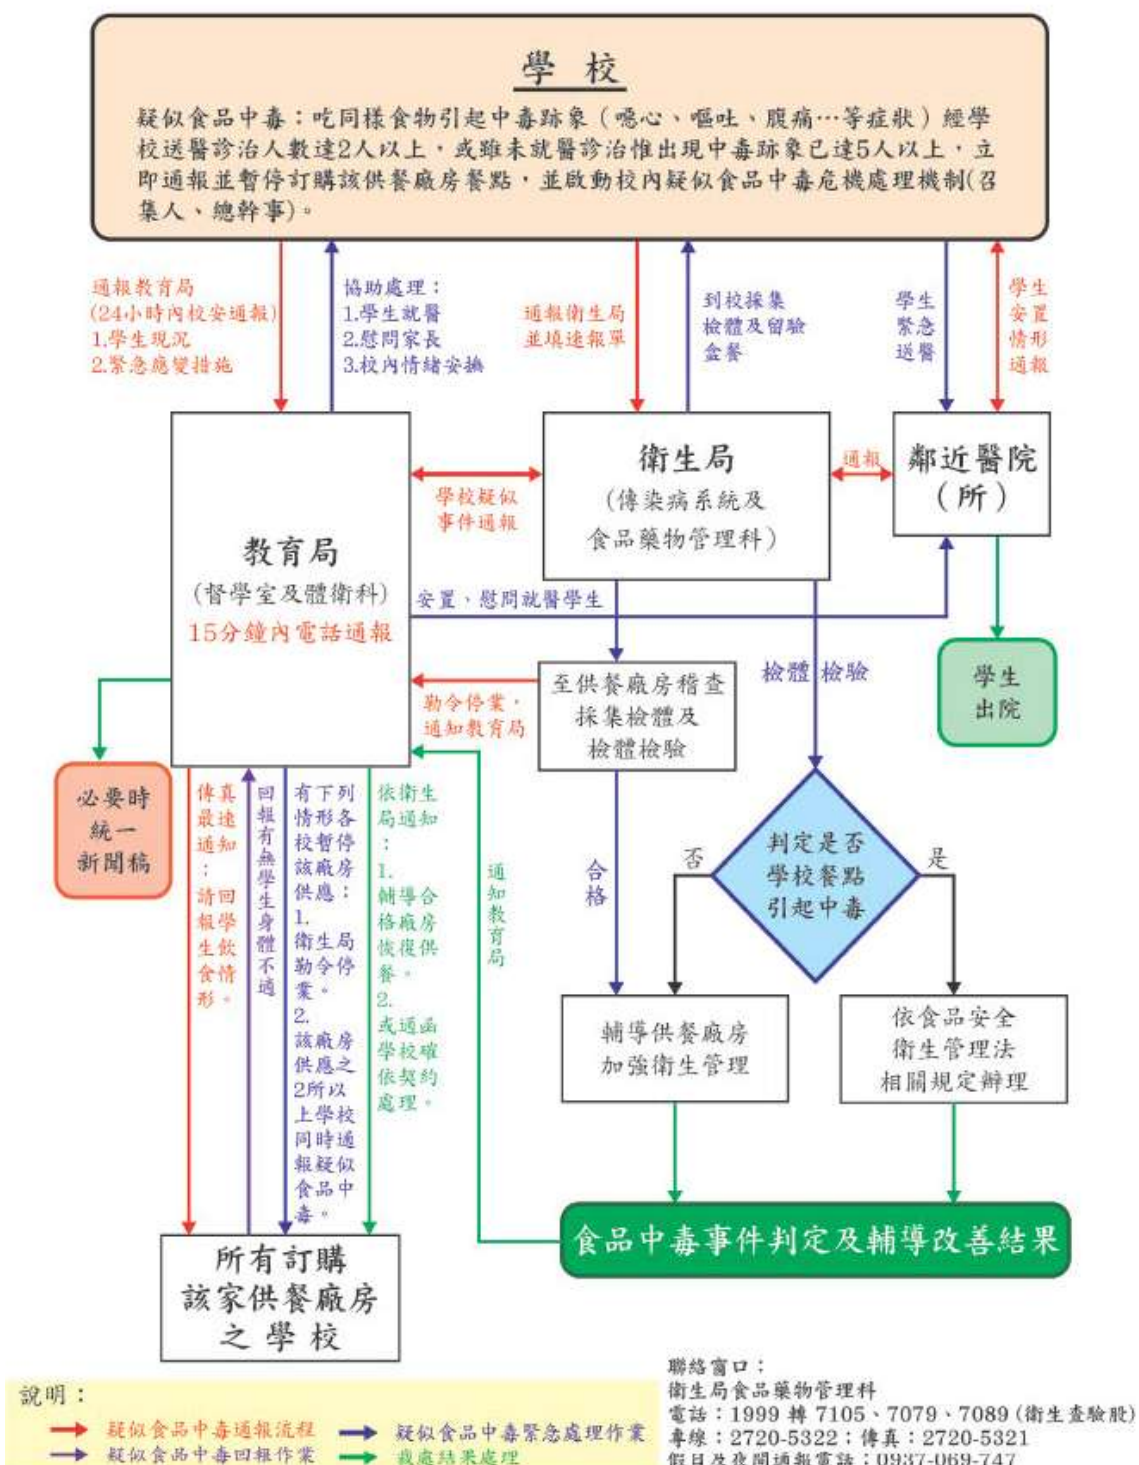 學 校
疑似食品中毒：吃同樣食物引起中毒跡象（噁心、嘔吐、腹痛…等症狀）經學
校送醫診治人數達2人以上，或雖未就醫診治惟出現中毒跡象已達5人以上，立
即通報並暫停訂購該供餐廠房餐點，並啟動校內疑似食品中毒危機處理機制(召
集人、總幹事)。
通報教育局
(24小時內校安通報)
1.學生現況
2.緊急應變措施
協助處理：
1.學生就醫
2.慰問家長
3.校內情緒安撫
通報衛生局
並填速報單
到校採集
檢體及留驗
盒餐
學生
緊急
送醫
學生
安置
情形
通報
教育局
(督學室及體衛科)
15分鐘內電話通報
學校疑似
事件通報
衛生局
(傳染病系統及
食品藥物管理科)
通報
鄰近醫院
(所)
安置、慰問就醫學生
勒令停業，
通知教育局
至供餐廠房稽查
採集檢體及
檢體檢驗
檢體 檢驗
學生
出院
必要時
統一
新聞稿
傳真
最速
通知
：
請回
報學
生飲
食情
形。
回報有無學生身體不適
有下列
情形各
校暫停
該廠房
供應：
1.
衛生局
勒令停
業。
2.
該廠房
供應之
2所以
上學校
同時通
報疑似
食品中
毒。
依衛生
局通知
：
1.
輔導合
格廠房
恢復供
餐。
2.
或通函
學校確
依契約
處理。
通知教育局
合格
否
判定是否
學校餐點
引起中毒
是
輔導供餐廠房
加強衛生管理
依食品安全
衛生管理法
相關規定辦理
食品中毒事件判定及輔導改善結果
所有訂購
該家供餐廠房
之 學 校
說明：
疑似食品中毒通報流程
疑似食品中毒緊急處理作業
疑似食品中毒回報作業
裁處結果處理
聯絡窗口：
衛生局食品藥物管理科
電話：1999 轉 7105、7079、7089 (衛生查驗股)
專線：2720-5322；傳真：2720-5321
假日及夜間通報電話：0937-069-747